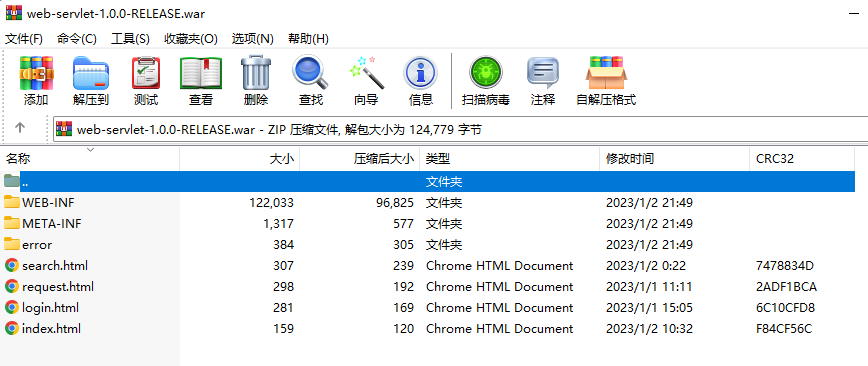 web-servlet-1.0.0-RELEASE.war
文件(F) 命令(C) 工具(S) 收藏夹(O) 选项(N) 帮助(H)
添加 解压到 测试 查看 删除 查找 向导 信息 扫描病毒 注释 自解压格式
web-servlet-1.0.0-RELEASE.war - ZIP 压缩文件, 解包大小为 124,779 字节
名称 大小 压缩后大小 类型 修改时间 CRC32
.. 文件夹
WEB-INF 122,033 96,825 文件夹 2023/1/2 21:49
META-INF 1,317 577 文件夹 2023/1/2 21:49
error 384 305 文件夹 2023/1/2 21:49
search.html 307 239 Chrome HTML Document 2023/1/2 0:22 7478834D
request.html 298 192 Chrome HTML Document 2023/1/1 11:11 2ADF1BCA
login.html 281 169 Chrome HTML Document 2023/1/1 15:05 6C10CFD8
index.html 159 120 Chrome HTML Document 2023/1/2 10:32 F84CF56C